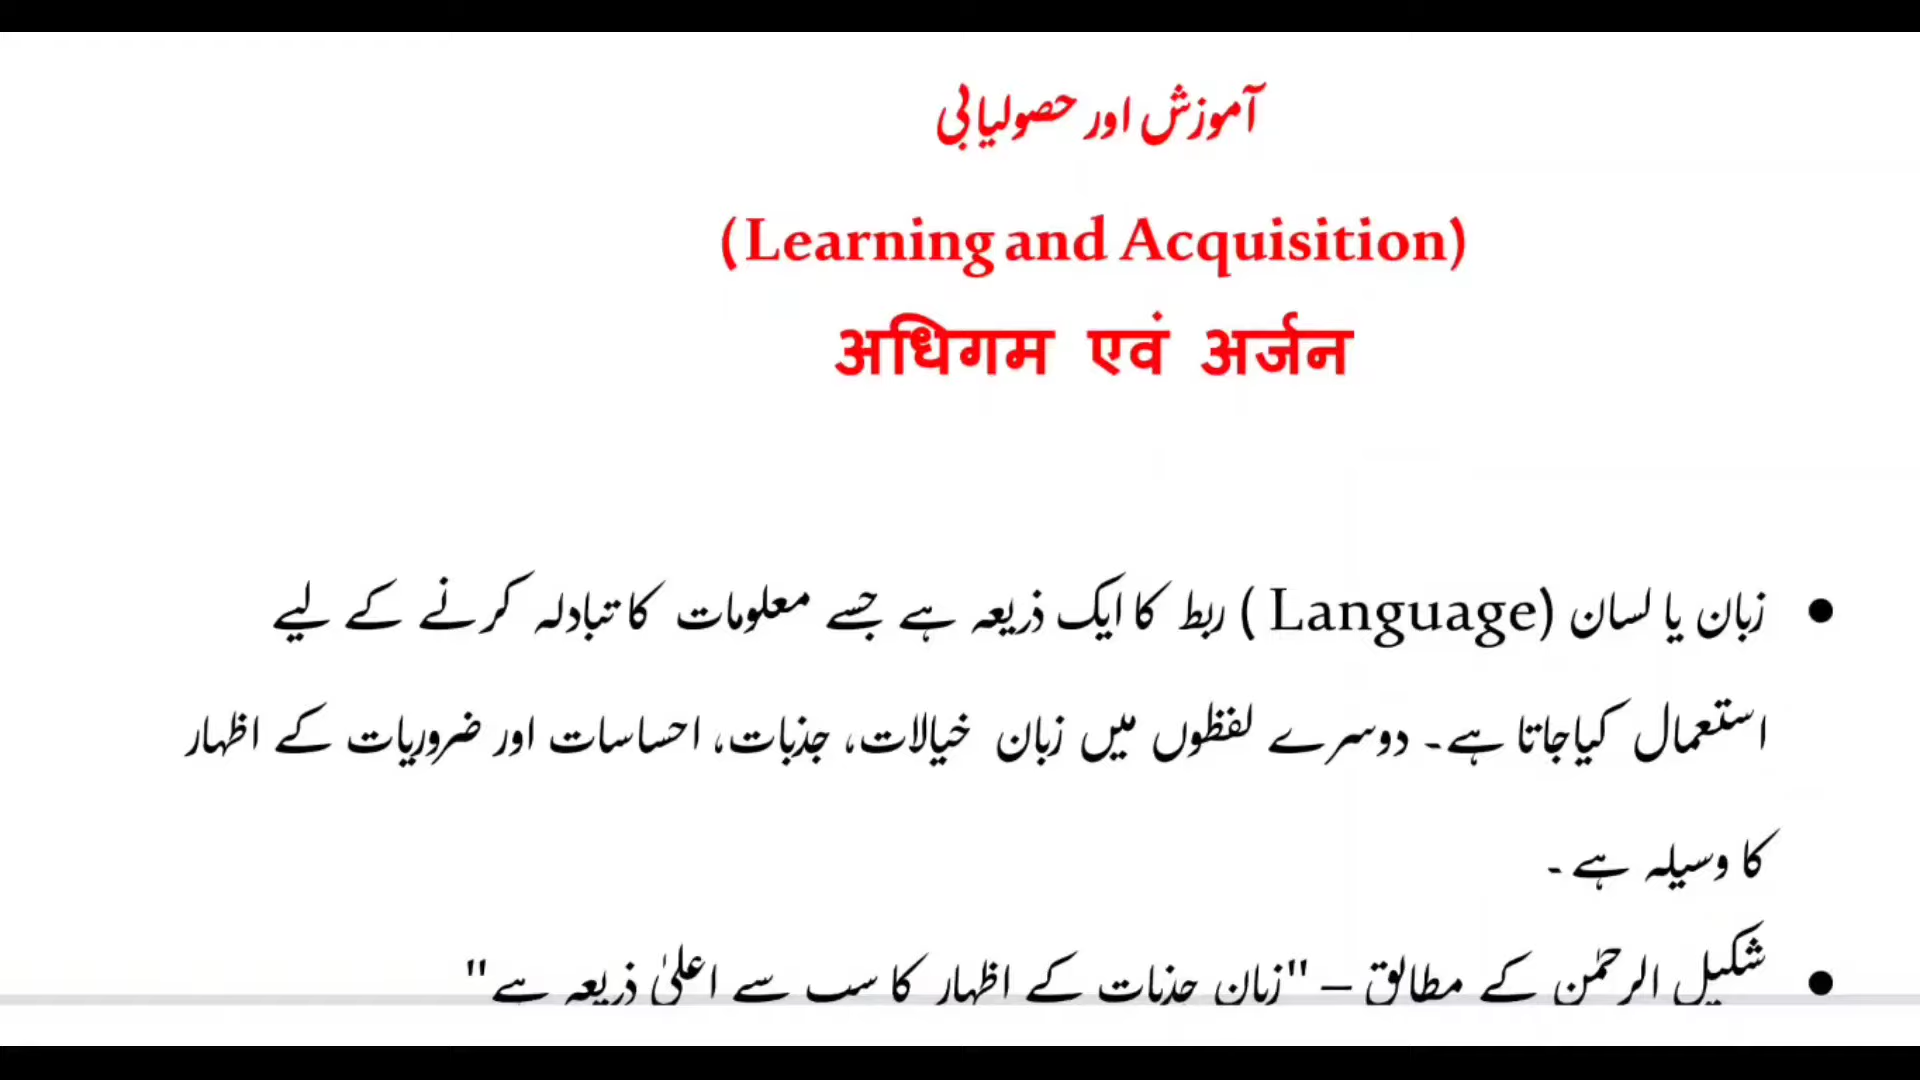 آموزش اور حصولیابی
(Learning and Acquisition)
अधिगम एवं अर्जन
• زبان یا لسان (Language ) ربط کا ایک ذریعہ ہے جسے معلومات کا تبادلہ کرنے کے لیے
استعمال کیاجاتا ہے۔ دوسرے لفظوں میں زبان خیالات، جذبات، احساسات اور ضروریات کے اظہار
کا وسیلہ ہے ۔
• شکیل الرحمٰن کے مطابق – "زبان جذبات کے اظہار کا سب سے اعلیٰ ذریعہ ہے"